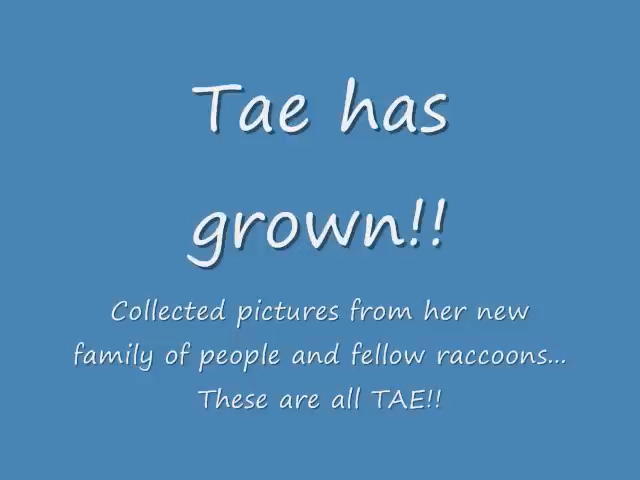 Tae has
grown!!
Collected pictures from her new
family of people and fellow raccoons...
These are all TAE!!